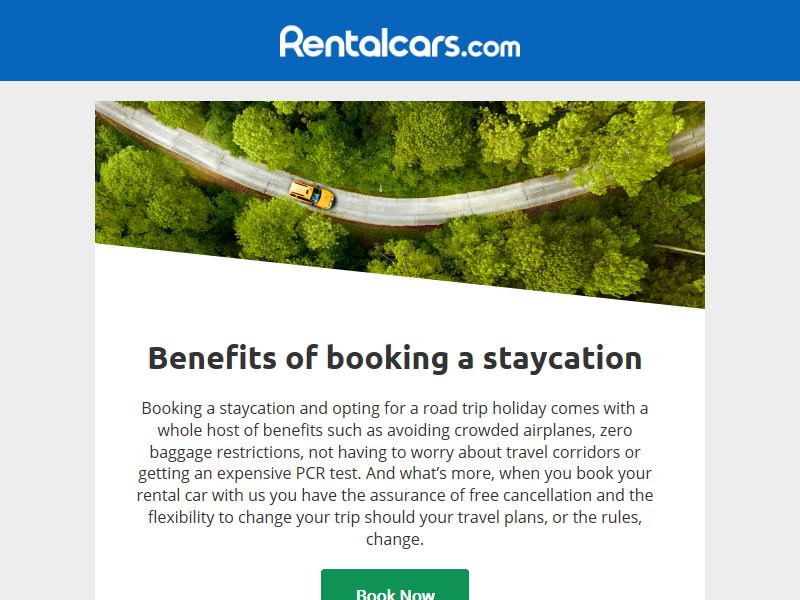 Rentalcars.com
Benefits of booking a staycation
Booking a staycation and opting for a road trip holiday comes with a
whole host of benefits such as avoiding crowded airplanes, zero
baggage restrictions, not having to worry about travel corridors or
getting an expensive PCR test. And what’s more, when you book your
rental car with us you have the assurance of free cancellation and the
flexibility to change your trip should your travel plans, or the rules,
change.
Book Now